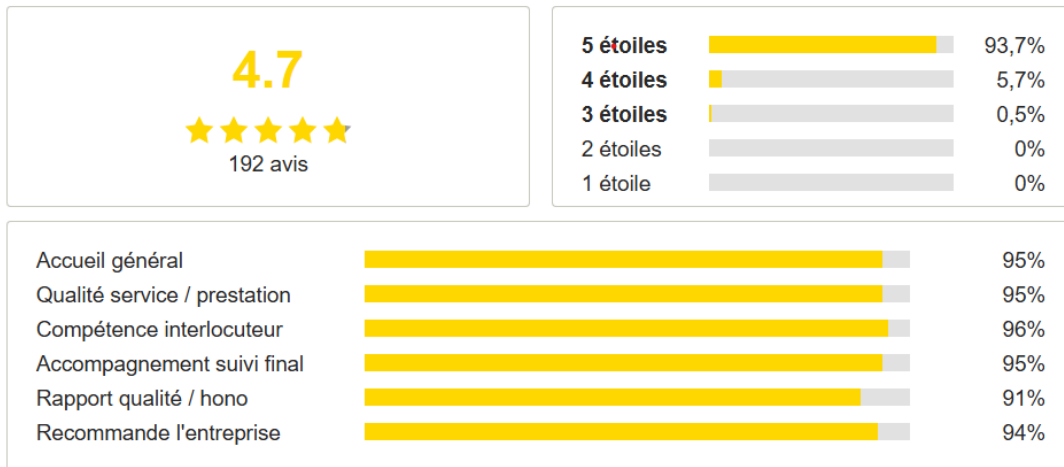 4.7
192 avis
5 étoiles 93,7%
4 étoiles 5,7%
3 étoiles 0,5%
2 étoiles 0%
1 étoile 0%
Accueil général 95%
Qualité service / prestation 95%
Compétence interlocuteur 96%
Accompagnement suivi final 95%
Rapport qualité / hono 91%
Recommande l'entreprise 94%